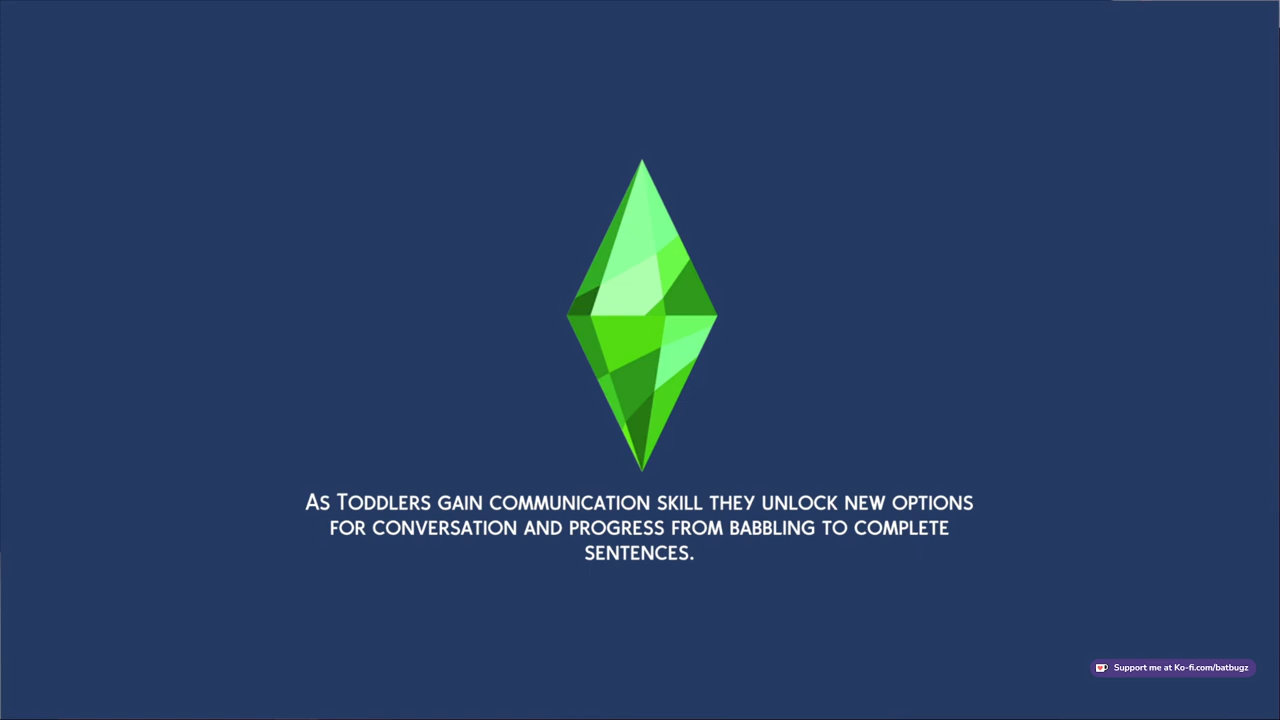 As Toddlers gain communication skill they unlock new options
for conversation and progress from babbling to complete
sentences.
Support me at Ko-fi.com/batbugz